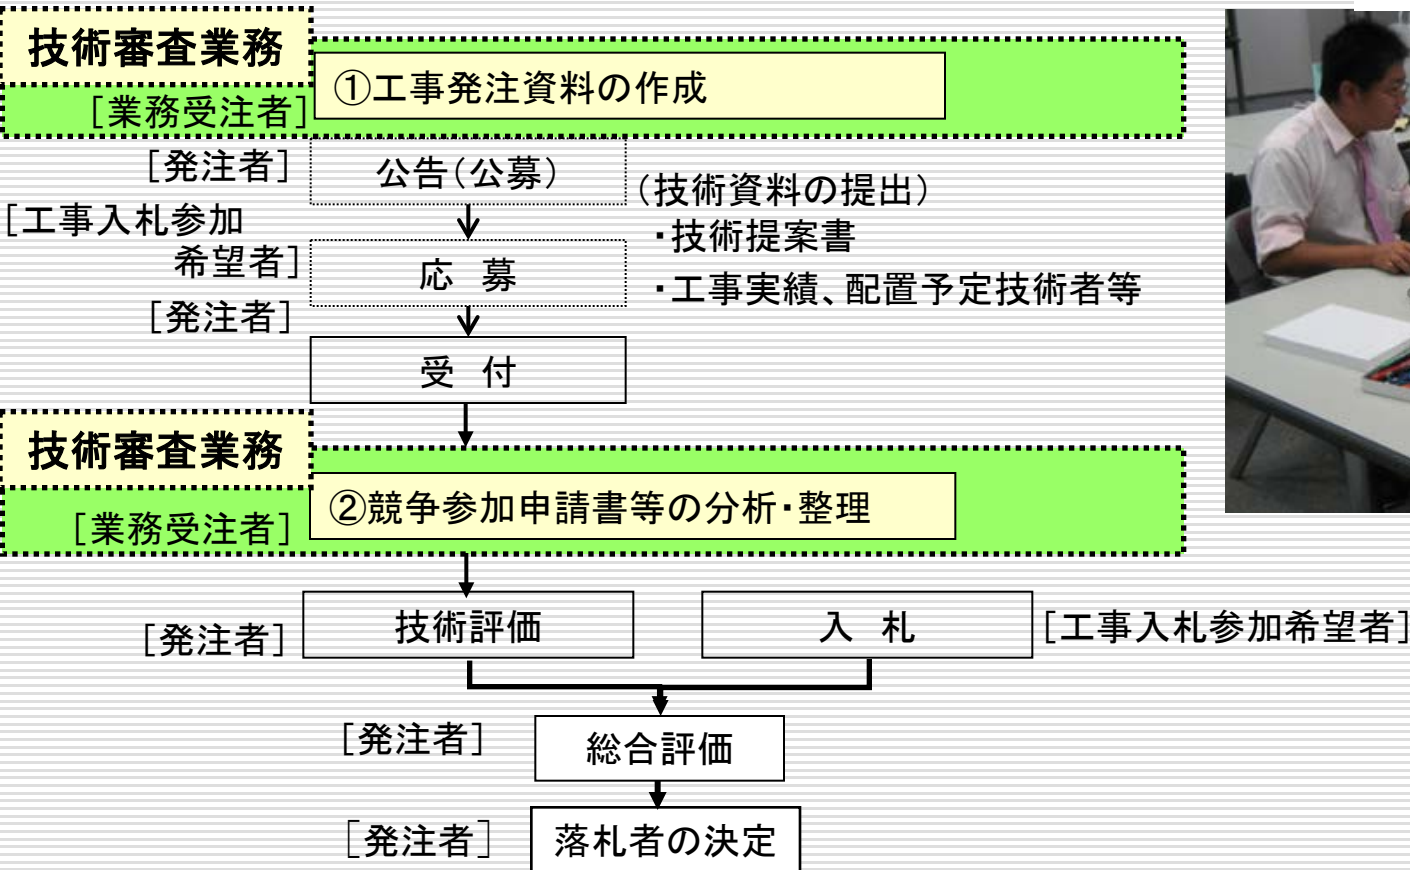 技術審査業務
①工事発注資料の作成
[業務受注者]
[発注者]
公告(公募)
(技術資料の提出)
[工事入札参加
希望者]
・技術提案書
応 募
・工事実績、配置予定技術者等
[発注者]
受 付
技術審査業務
②競争参加申請書等の分析・整理
[業務受注者]
[発注者]
技術評価
入 札
[工事入札参加希望者]
[発注者]
総合評価
[発注者]
落札者の決定